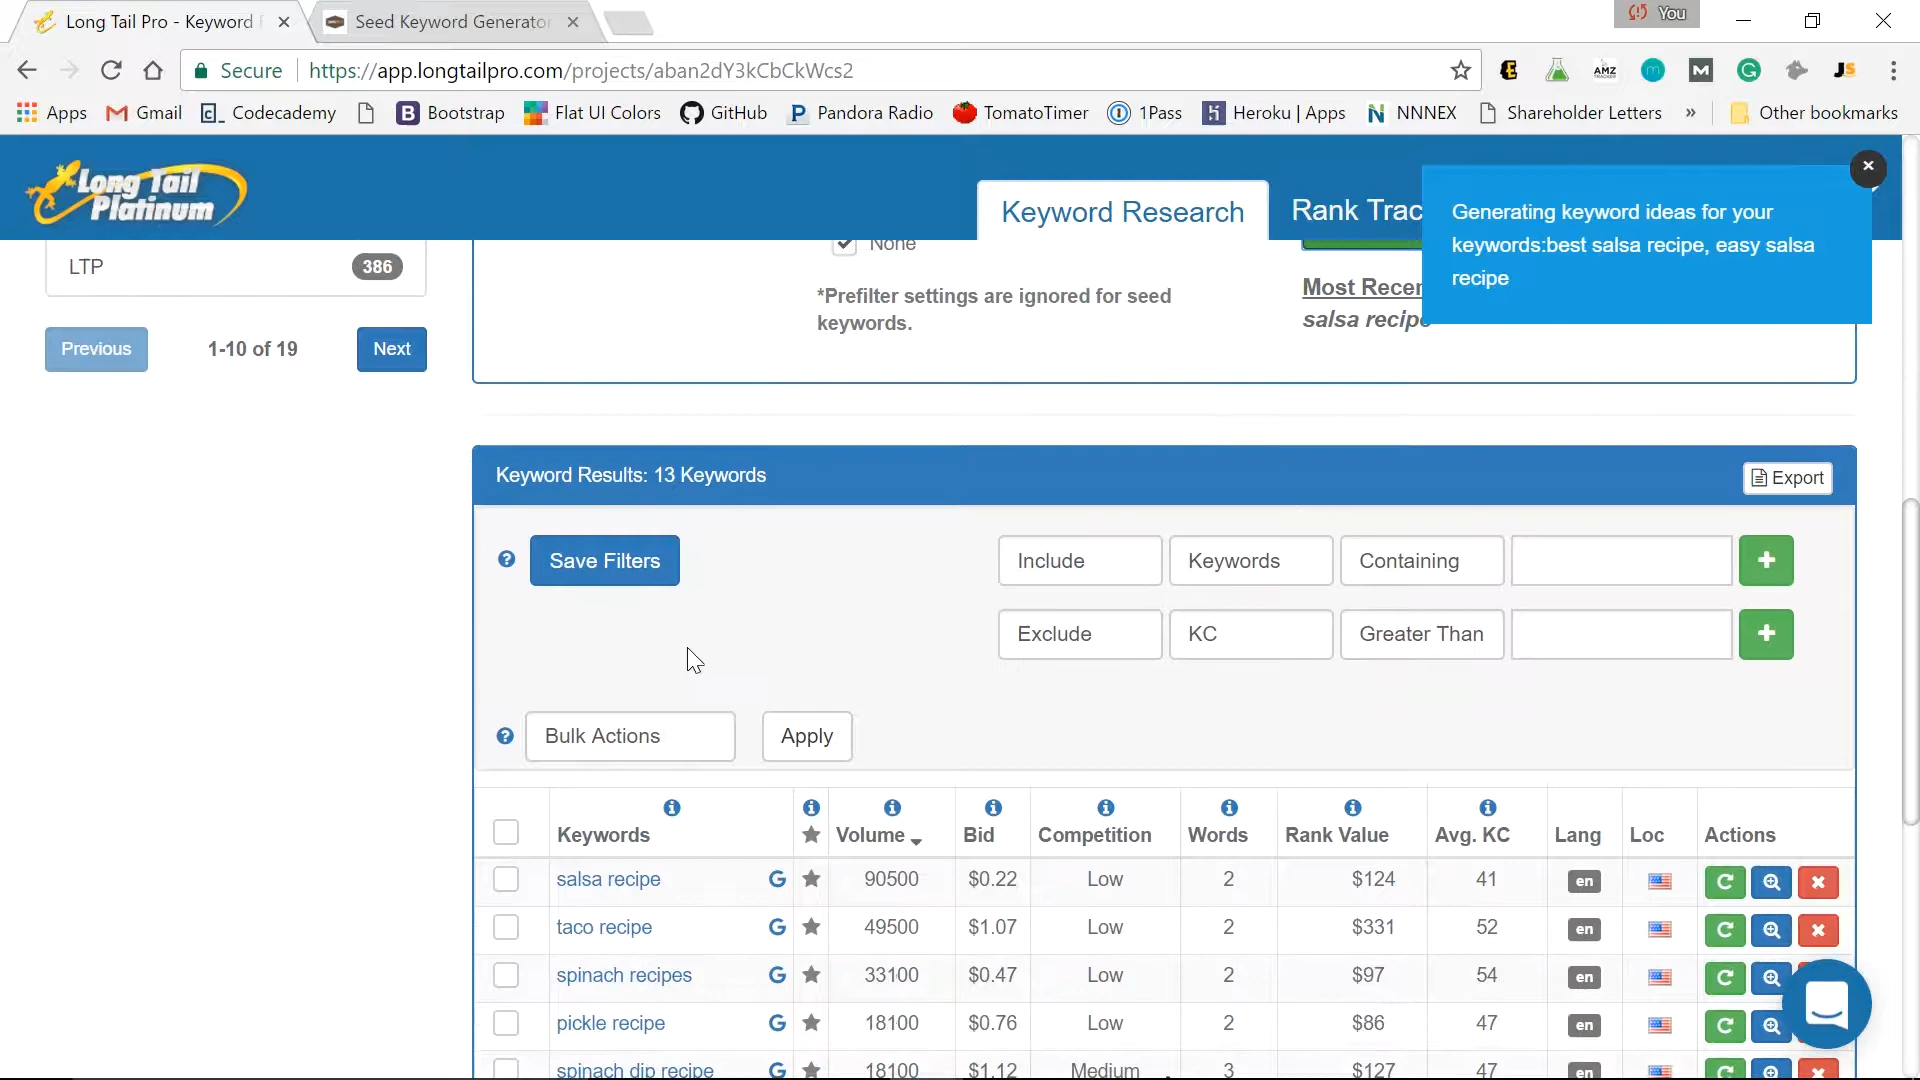 Long Tail Pro - Keyword
Seed Keyword Generator
You
Secure
https://app.longtailpro.com/projects/aban2dY3kCbCkWcs2
AMZ
TRACKER
M
JS
Apps
Gmail
Codecademy
Bootstrap
Flat UI Colors
GitHub
Pandora Radio
TomatoTimer
1Pass
Heroku | Apps
NNNEX
Shareholder Letters
»
Other bookmarks
Long Tail
Platinum
Keyword Research
Rank Trac
Generating keyword ideas for your
keywords:best salsa recipe, easy salsa
recipe
LTP 386
Previous
1-10 of 19
Next
None
*Prefilter settings are ignored for seed
keywords.
Most Recen
salsa recipe
Keyword Results: 13 Keywords
Export
Save Filters
Include Keywords Containing
Exclude KC Greater Than
Bulk Actions Apply
Keywords Volume Bid Competition Words Rank Value Avg. KC Lang Loc Actions
salsa recipe G 90500 $0.22 Low 2 $124 41 en
taco recipe G 49500 $1.07 Low 2 $331 52 en
spinach recipes G 33100 $0.47 Low 2 $97 54 en
pickle recipe G 18100 $0.76 Low 2 $86 47 en
spinach dip recipe G 18100 $1.12 Medium 3 $127 47 en